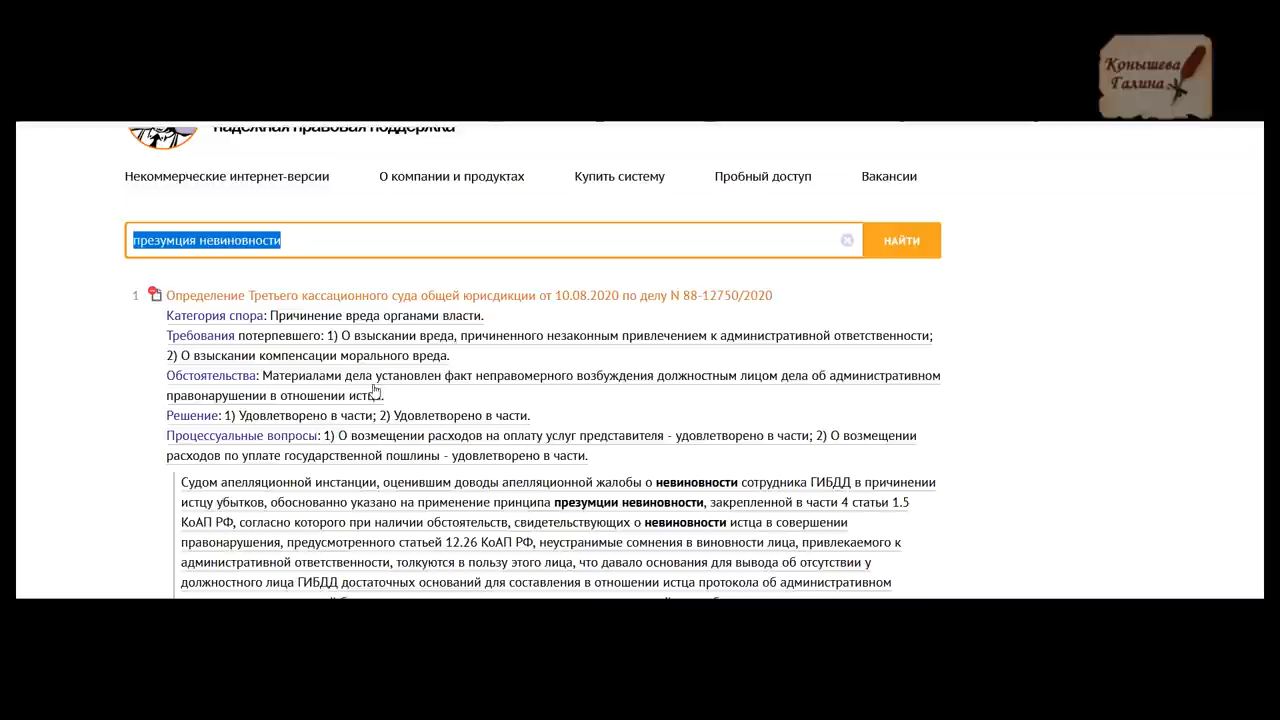 Конышева
Галина
надежная правовая поддержка
Некоммерческие интернет-версии О компании и продуктах Купить систему Пробный доступ Вакансии
презумция невиновности НАЙТИ
1 Определение Третьего кассационного суда общей юрисдикции от 10.08.2020 по делу N 88-12750/2020
Категория спора: Причинение вреда органами власти.
Требования потерпевшего: 1) О взыскании вреда, причиненного незаконным привлечением к административной ответственности;
2) О взыскании компенсации морального вреда.
Обстоятельства: Материалами дела установлен факт неправомерного возбуждения должностным лицом дела об административном
правонарушении в отношении истца.
Решение: 1) Удовлетворено в части; 2) Удовлетворено в части.
Процессуальные вопросы: 1) О возмещении расходов на оплату услуг представителя - удовлетворено в части; 2) О возмещении
расходов по уплате государственной пошлины - удовлетворено в части.
Судом апелляционной инстанции, оценившим доводы апелляционной жалобы о невиновности сотрудника ГИБДД в причинении
истцу убытков, обоснованно указано на применение принципа презумпции невиновности, закрепленной в части 4 статьи 1.5
КоАП РФ, согласно которого при наличии обстоятельств, свидетельствующих о невиновности истца в совершении
правонарушения, предусмотренного статьей 12.26 КоАП РФ, неустранимые сомнения в виновности лица, привлекаемого к
административной ответственности, толкуются в пользу этого лица, что давало основания для вывода об отсутствии у
должностного лица ГИБДД достаточных оснований для составления в отношении истца протокола об административном